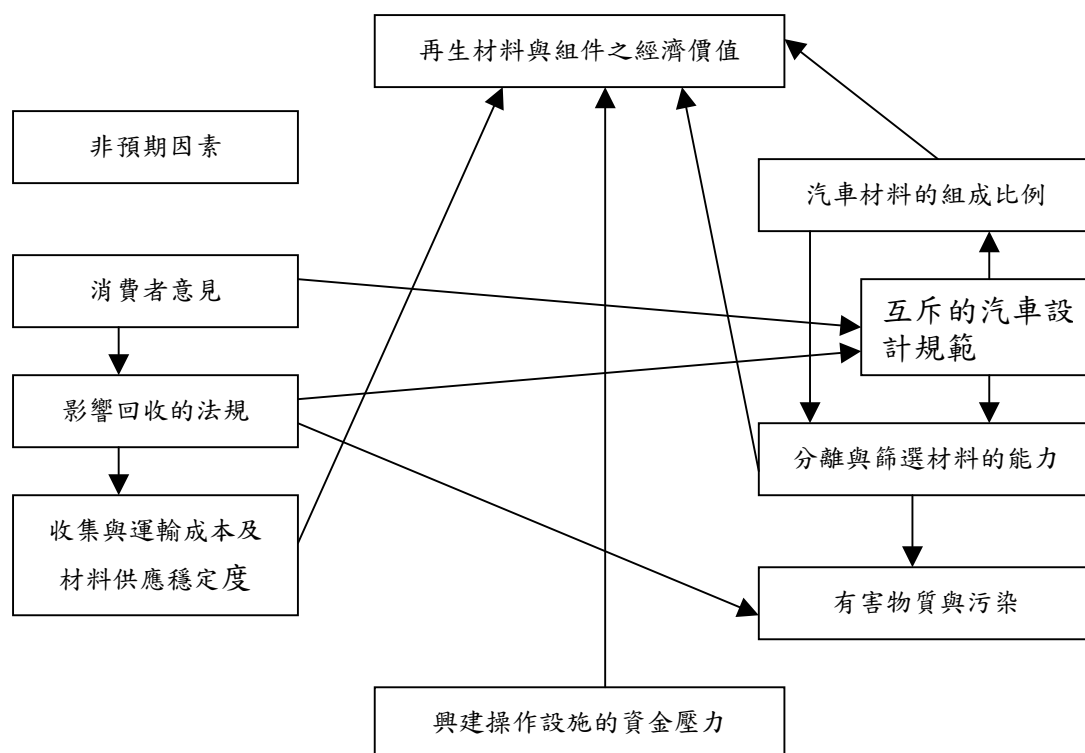 再生材料與組件之經濟價值
非預期因素
汽車材料的組成比例
消費者意見
互斥的汽車設
計規範
影響回收的法規
分離與篩選材料的能力
收集與運輸成本及
材料供應穩定度
有害物質與污染
興建操作設施的資金壓力